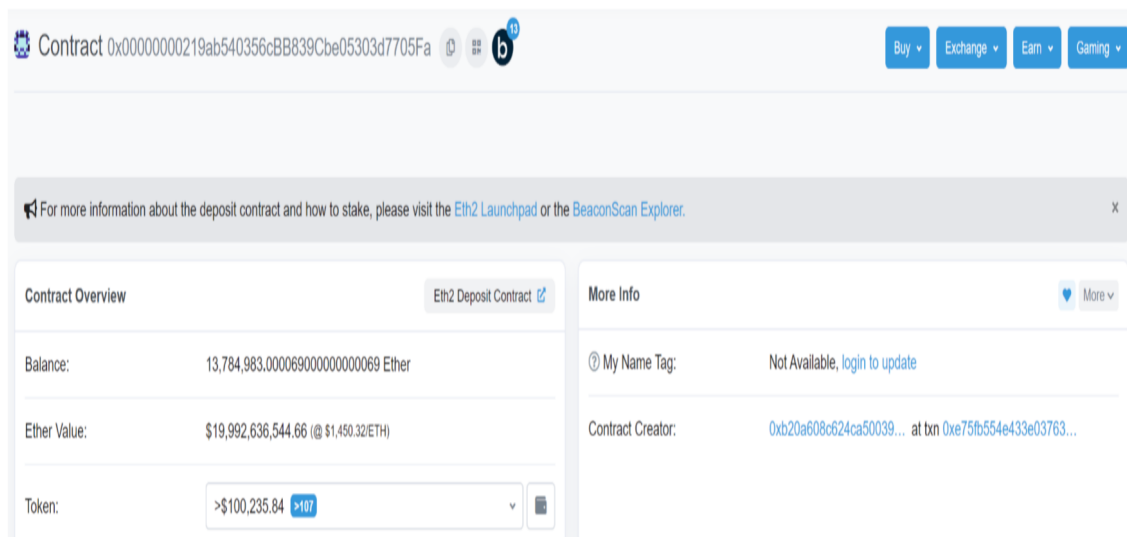 Contract 0x00000000219ab540356cBB839Cbe05303d7705Fa b 13
Buy Exchange Earn Gaming
For more information about the deposit contract and how to stake, please visit the Eth2 Launchpad or the BeaconScan Explorer. x
Contract Overview Eth2 Deposit Contract
Balance: 13,784,983.000069000000000069 Ether
Ether Value: $19,992,636,544.66 (@ $1,450.32/ETH)
Token: >$100,235.84 >107
More Info More
? My Name Tag: Not Available, login to update
Contract Creator: 0xb20a608c624ca50039... at txn 0xe75fb554e433e03763...